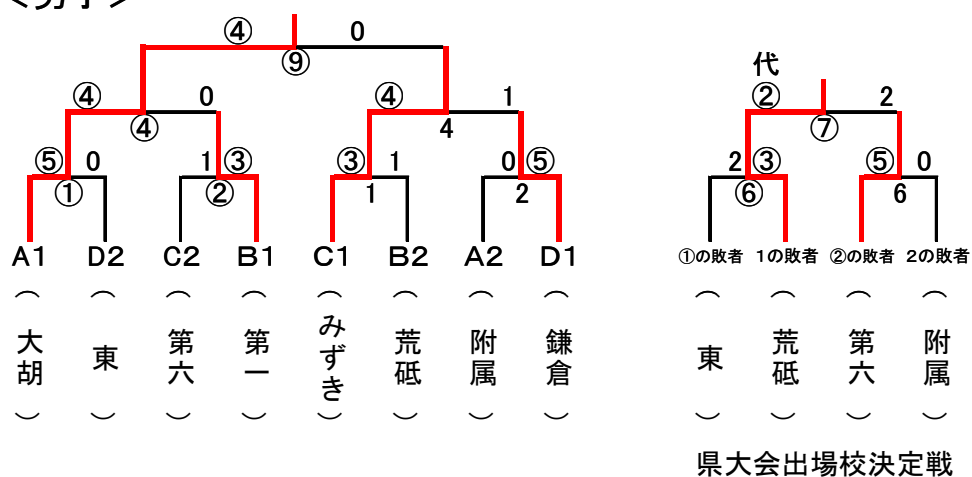 ＜男子＞
④ 0
⑨
代
④ 0 ④ 1 ② 2
④ 4 ⑦
⑤ 0 1 ③ ③ 1 0 ⑤ 2 ③ ⑤ 0
① ② 1 2 ⑥ 6
A1 D2 C2 B1 C1 B2 A2 D1 ①の敗者 1の敗者 ②の敗者 2の敗者
（大胡） （東） （第六） （第一） （みずき） （荒砥） （附属） （鎌倉） （東） （荒砥） （第六） （附属）
県大会出場校決定戦